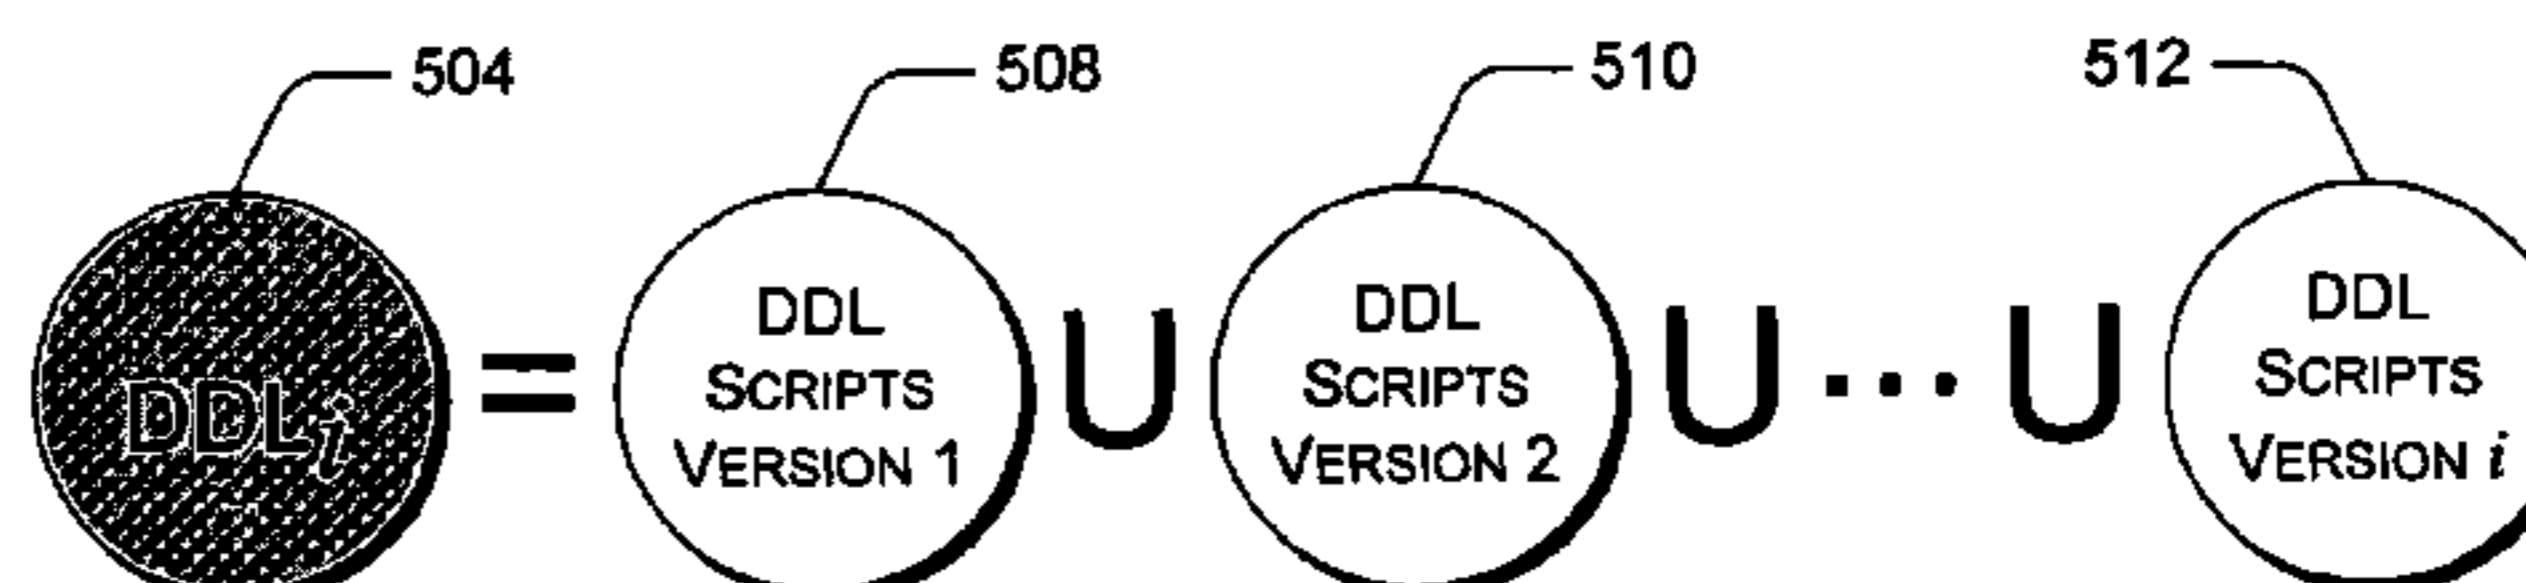 504
508
510
512
DDLi
=
DDL
SCRIPTS
VERSION 1
U
DDL
SCRIPTS
VERSION 2
U ... U
DDL
SCRIPTS
VERSION i